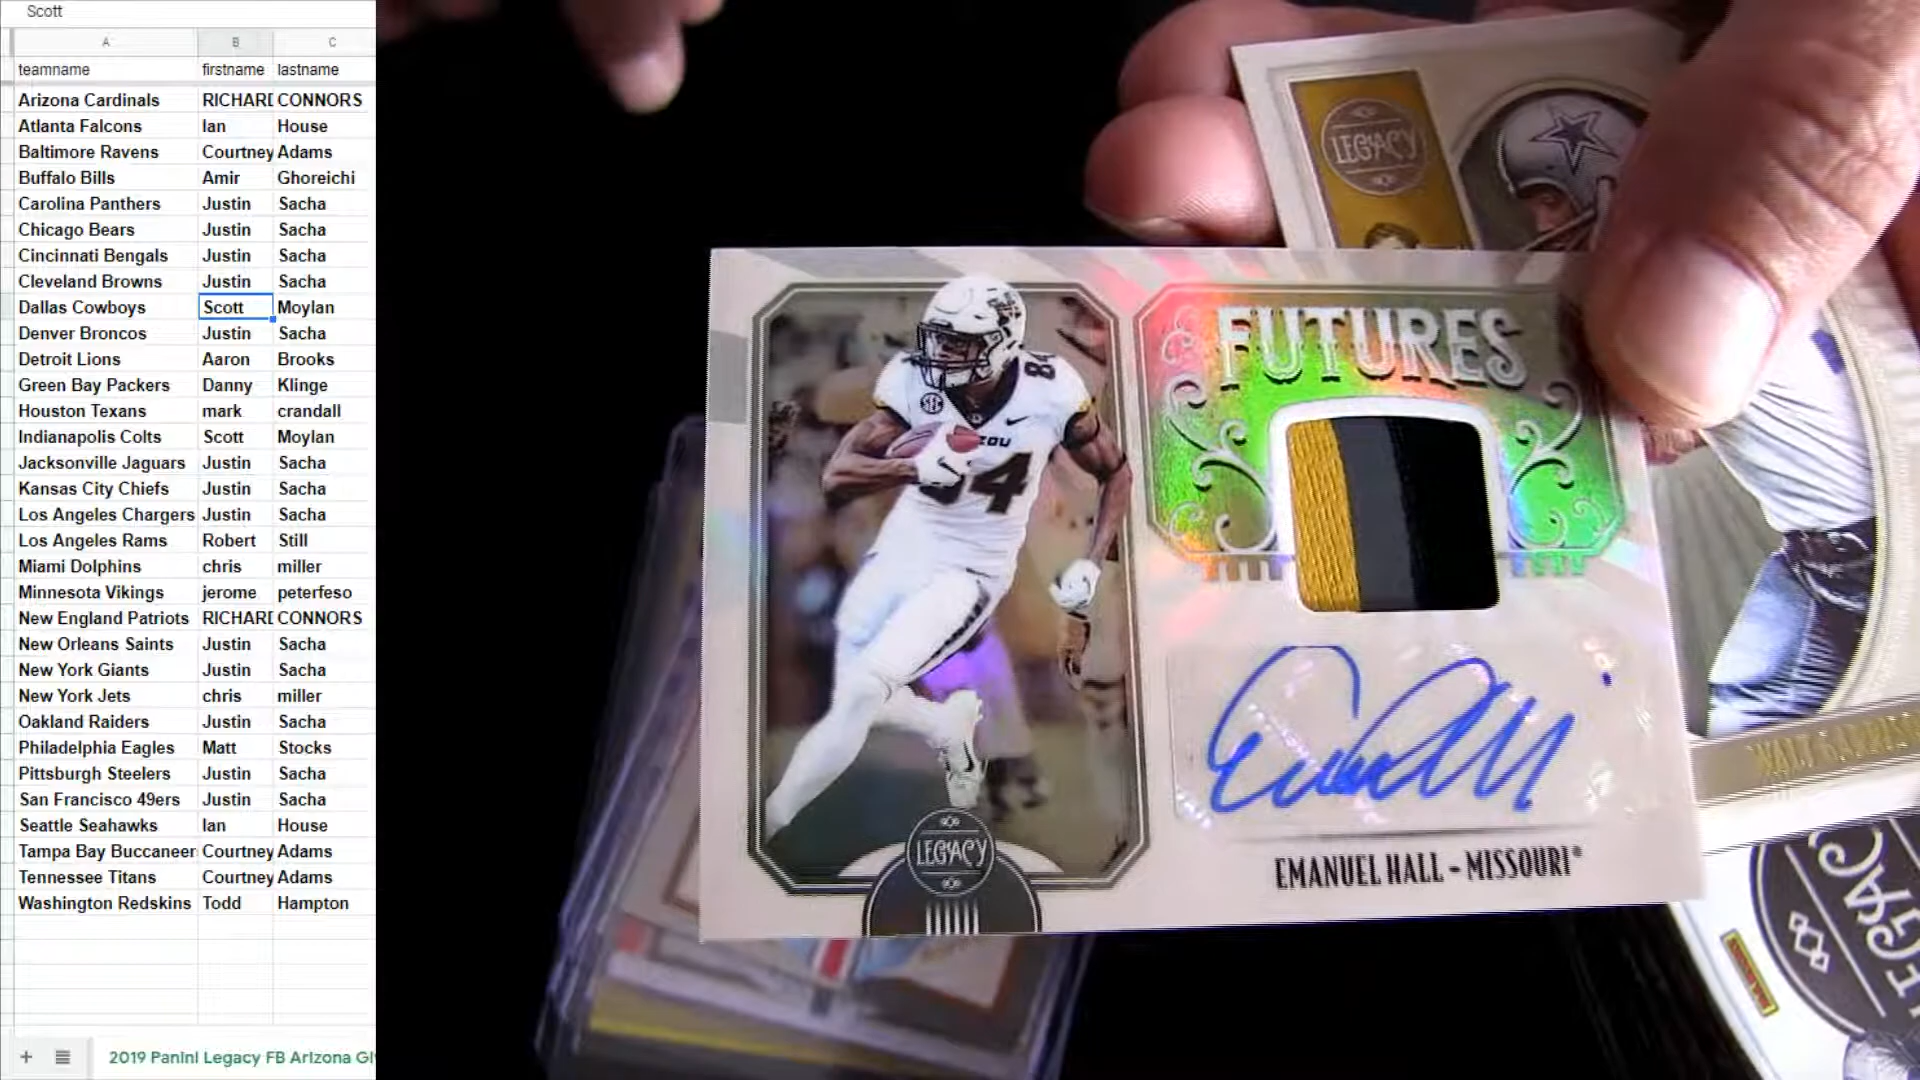 Scott
A B C
teamname firstname lastname
Arizona Cardinals RICHARD CONNORS
Atlanta Falcons Ian House
Baltimore Ravens Courtney Adams
Buffalo Bills Amir Ghoreichi
Carolina Panthers Justin Sacha
Chicago Bears Justin Sacha
Cincinnati Bengals Justin Sacha
Cleveland Browns Justin Sacha
Dallas Cowboys Scott Moylan
Denver Broncos Justin Sacha
Detroit Lions Aaron Brooks
Green Bay Packers Danny Klinge
Houston Texans mark crandall
Indianapolis Colts Scott Moylan
Jacksonville Jaguars Justin Sacha
Kansas City Chiefs Justin Sacha
Los Angeles Chargers Justin Sacha
Los Angeles Rams Robert Still
Miami Dolphins chris miller
Minnesota Vikings jerome peterfeso
New England Patriots RICHARD CONNORS
New Orleans Saints Justin Sacha
New York Giants Justin Sacha
New York Jets chris miller
Oakland Raiders Justin Sacha
Philadelphia Eagles Matt Stocks
Pittsburgh Steelers Justin Sacha
San Francisco 49ers Justin Sacha
Seattle Seahawks Ian House
Tampa Bay Buccaneer Courtney Adams
Tennessee Titans Courtney Adams
Washington Redskins Todd Hampton
2019 Panini Legacy FB Arizona
LEGACY
FUTURES
84
SEC
84
LEGACY
EMANUEL HALL - MISSOURI
WALT